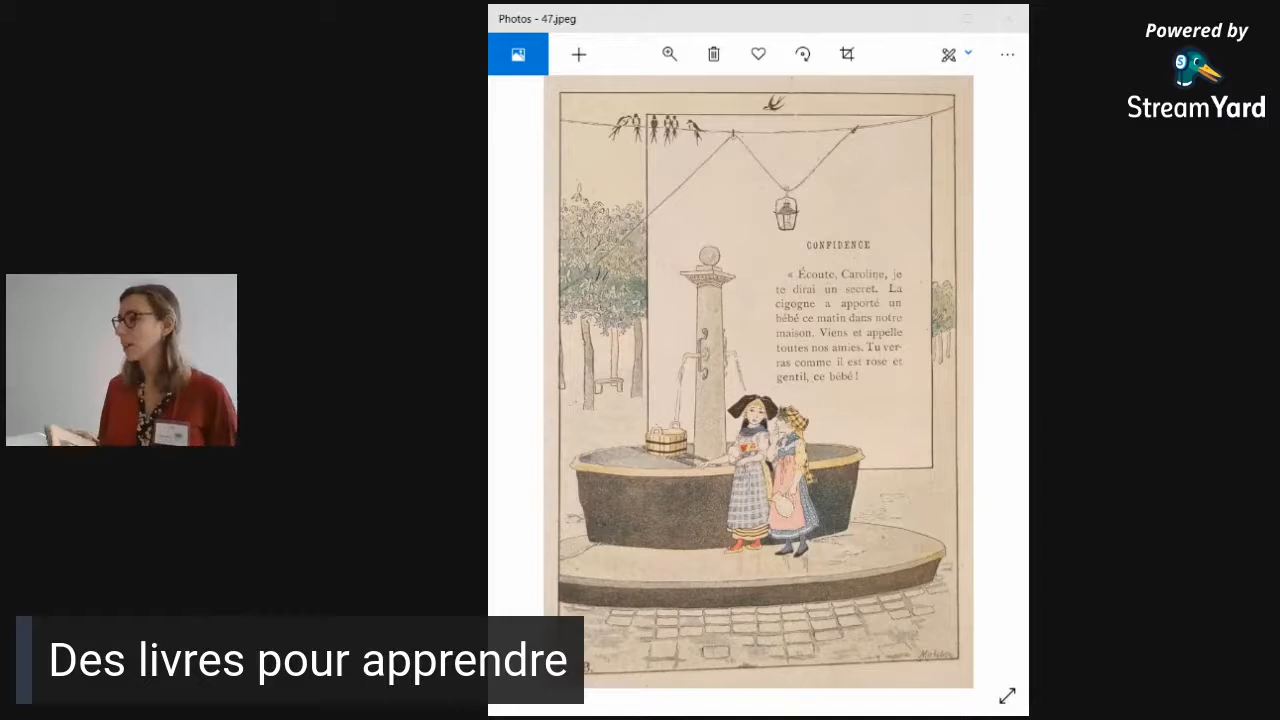 Photos - 47.jpeg
Powered by
StreamYard
CONFIDENCE
« Écoute, Caroline, je
te dirai un secret. La
cigogne a apporté un
bébé ce matin dans notre
maison. Viens et appelle
toutes nos amies. Tu ver-
ras comme il est rose et
gentil, ce bébé !
Des livres pour apprendre